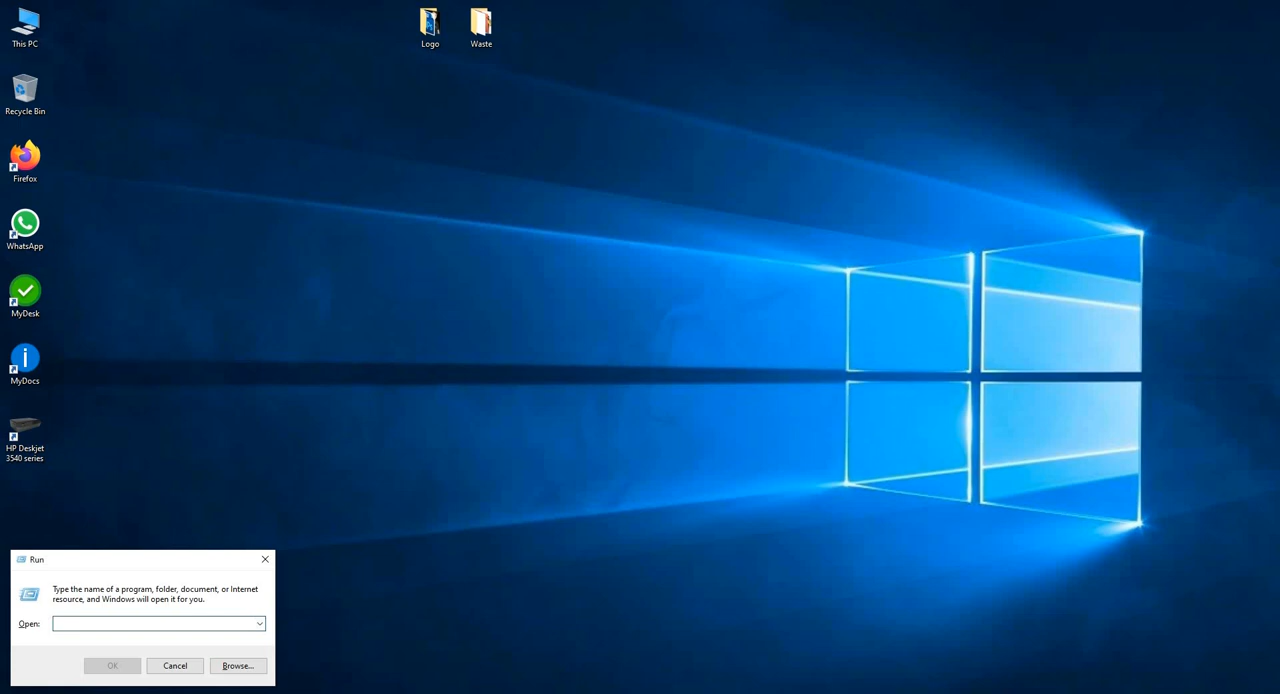 This PC
Recycle Bin
Firefox
WhatsApp
MyDesk
MyDocs
HP Deskjet
3540 series
Logo
Waste
Run
Type the name of a program, folder, document, or Internet
resource, and Windows will open it for you.
Open:
OK
Cancel
Browse...